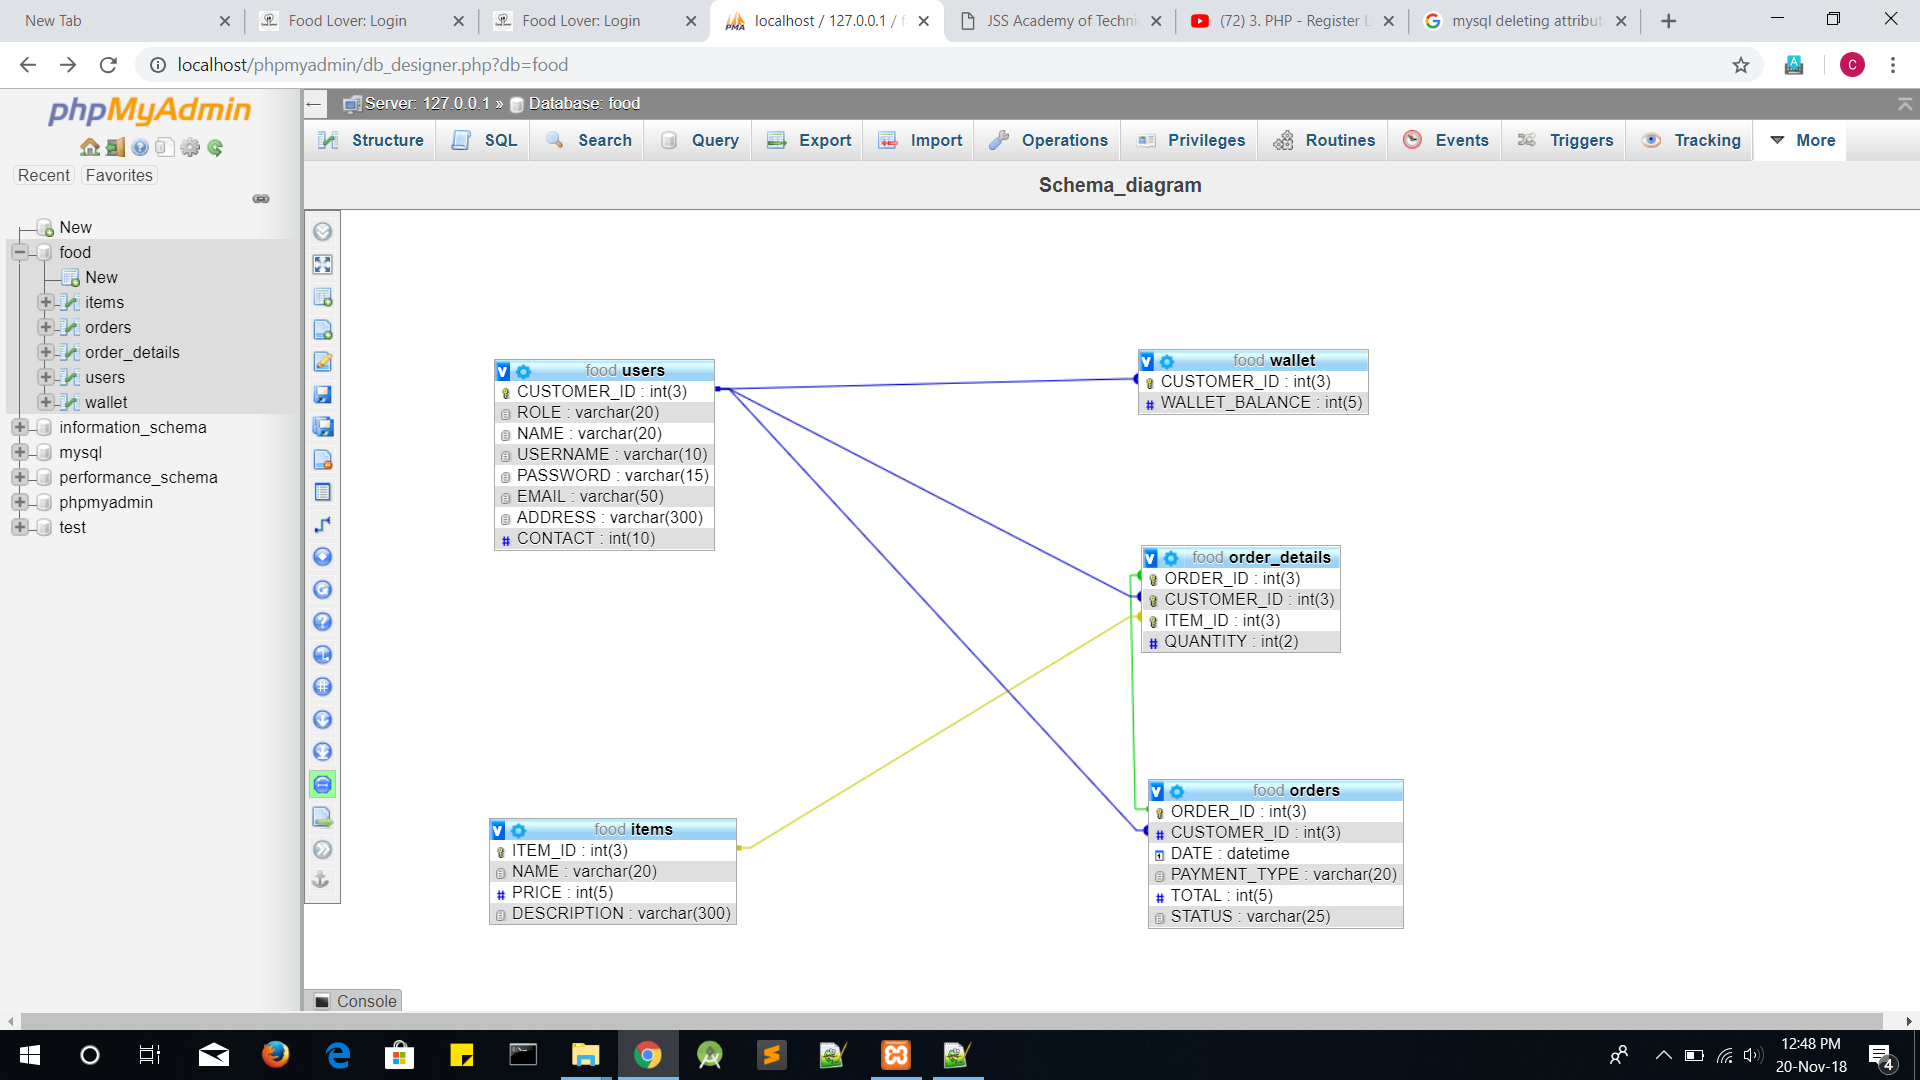 New Tab
Food Lover: Login
Food Lover: Login
localhost / 127.0.0.1 / f
JSS Academy of Techni
(72) 3. PHP - Register L
mysql deleting attribut
localhost/phpmyadmin/db_designer.php?db=food
C
phpMyAdmin
Recent
Favorites
New
food
New
items
orders
order_details
users
wallet
information_schema
mysql
performance_schema
phpmyadmin
test
Server: 127.0.0.1 » Database: food
Structure
SQL
Search
Query
Export
Import
Operations
Privileges
Routines
Events
Triggers
Tracking
More
Schema_diagram
food users
CUSTOMER_ID : int(3)
ROLE : varchar(20)
NAME : varchar(20)
USERNAME : varchar(10)
PASSWORD : varchar(15)
EMAIL : varchar(50)
ADDRESS : varchar(300)
CONTACT : int(10)
food wallet
CUSTOMER_ID : int(3)
WALLET_BALANCE : int(5)
food order_details
ORDER_ID : int(3)
CUSTOMER_ID : int(3)
ITEM_ID : int(3)
QUANTITY : int(2)
food items
ITEM_ID : int(3)
NAME : varchar(20)
PRICE : int(5)
DESCRIPTION : varchar(300)
food orders
ORDER_ID : int(3)
CUSTOMER_ID : int(3)
DATE : datetime
PAYMENT_TYPE : varchar(20)
TOTAL : int(5)
STATUS : varchar(25)
Console
12:48 PM
20-Nov-18
4